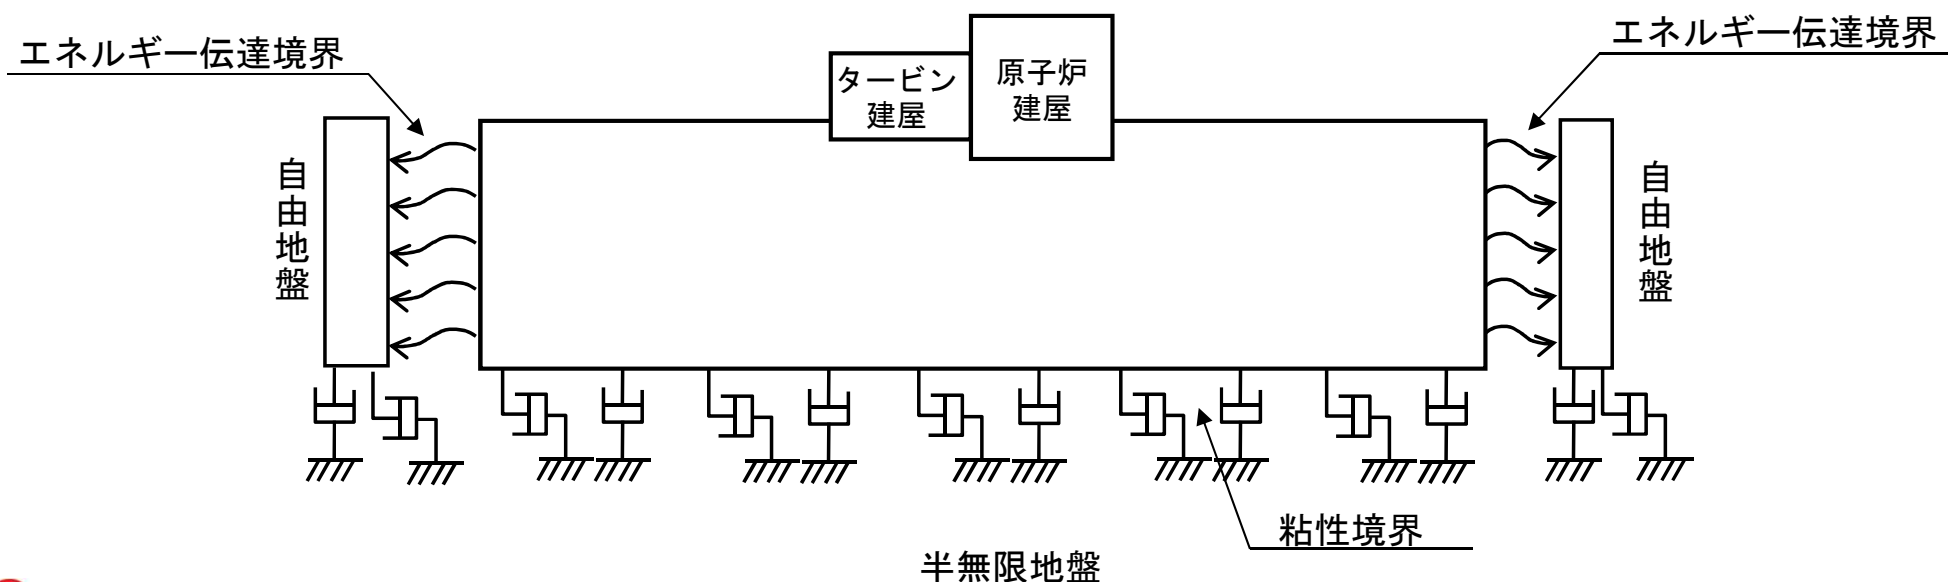 エネルギー伝達境界
エネルギー伝達境界
タービン
建屋
原子炉
建屋
自由地盤
自由地盤
粘性境界
半無限地盤